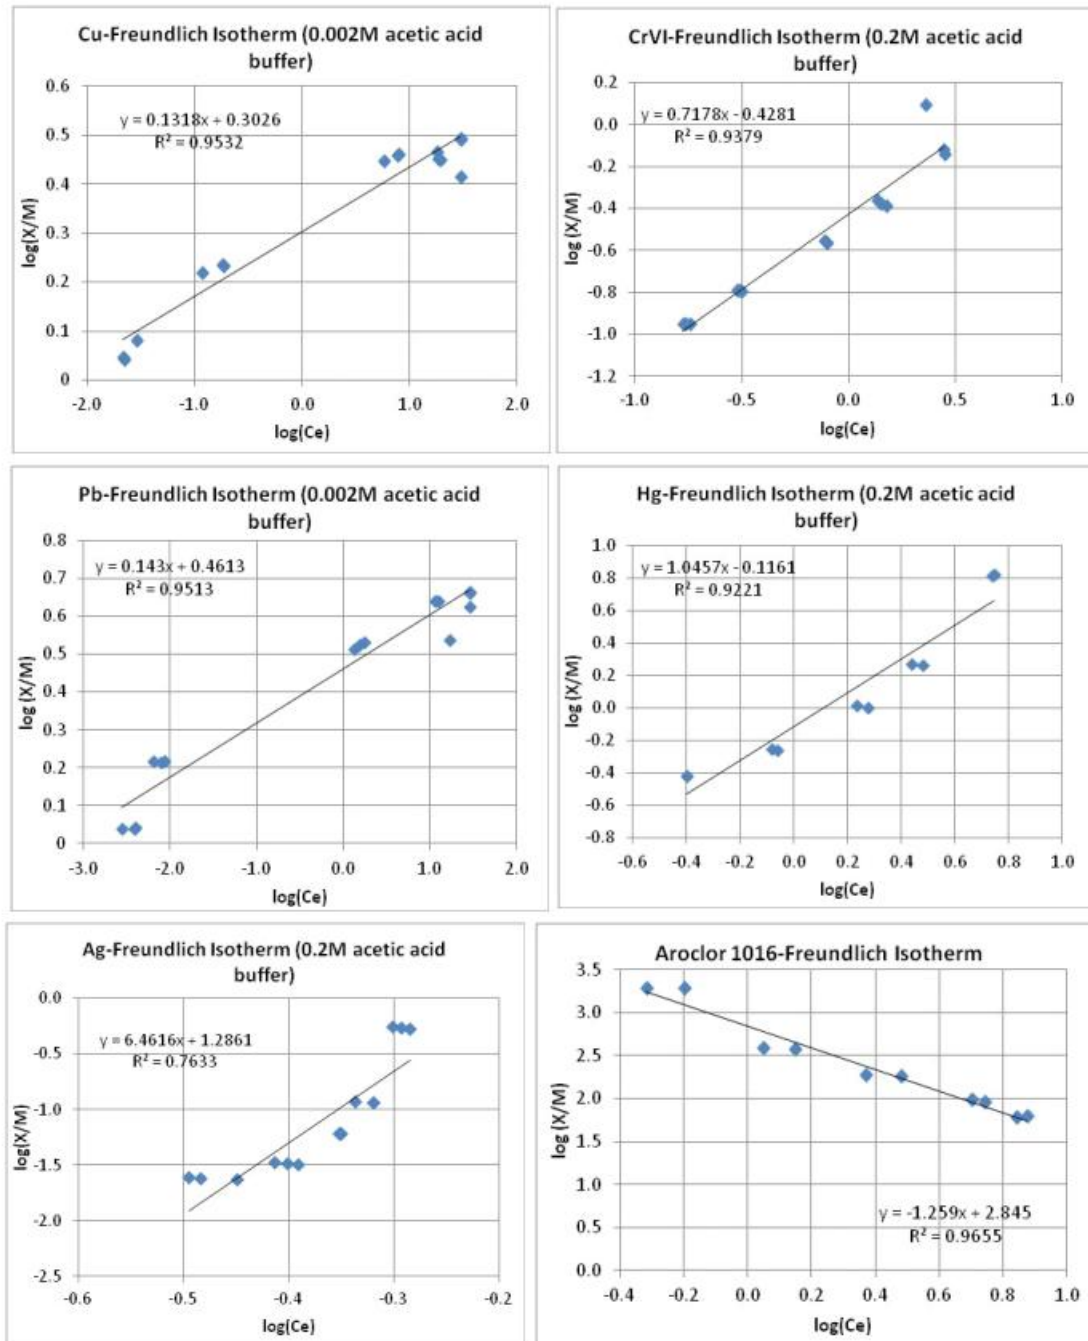 Cu-Freundlich Isotherm (0.002M acetic acid
buffer)
0.6
0.5
0.4
0.3
0.2
0.1
0
y = 0.1318x + 0.3026
R² = 0.9532
log(X/M)
-2.0 -1.0 0.0 1.0 2.0
log(Ce)
CrVI-Freundlich Isotherm (0.2M acetic acid
buffer)
0.2
0.0
-0.2
-0.4
-0.6
-0.8
-1.0
-1.2
y = 0.7178x - 0.4281
R² = 0.9379
log (X/M)
-1.0 -0.5 0.0 0.5 1.0
log(Ce)
Pb-Freundlich Isotherm (0.002M acetic acid
buffer)
0.8
0.7
0.6
0.5
0.4
0.3
0.2
0.1
0
y = 0.143x + 0.4613
R² = 0.9513
log (X/M)
-3.0 -2.0 -1.0 0.0 1.0 2.0
log(Ce)
Hg-Freundlich Isotherm (0.2M acetic acid
buffer)
1.0
0.8
0.6
0.4
0.2
0.0
-0.2
-0.4
-0.6
-0.8
y = 1.0457x - 0.1161
R² = 0.9221
log (X/M)
-0.6 -0.4 -0.2 0.0 0.2 0.4 0.6 0.8 1.0
log(Ce)
Ag-Freundlich Isotherm (0.2M acetic acid
buffer)
0.0
-0.5
-1.0
-1.5
-2.0
-2.5
y = 6.4616x + 1.2861
R² = 0.7633
log(X/M)
-0.6 -0.5 -0.4 -0.3 -0.2
log(Ce)
Aroclor 1016-Freundlich Isotherm
3.5
3.0
2.5
2.0
1.5
1.0
0.5
0.0
y = -1.259x + 2.845
R² = 0.9655
log (X/M)
-0.4 -0.2 0.0 0.2 0.4 0.6 0.8 1.0
log(Ce)